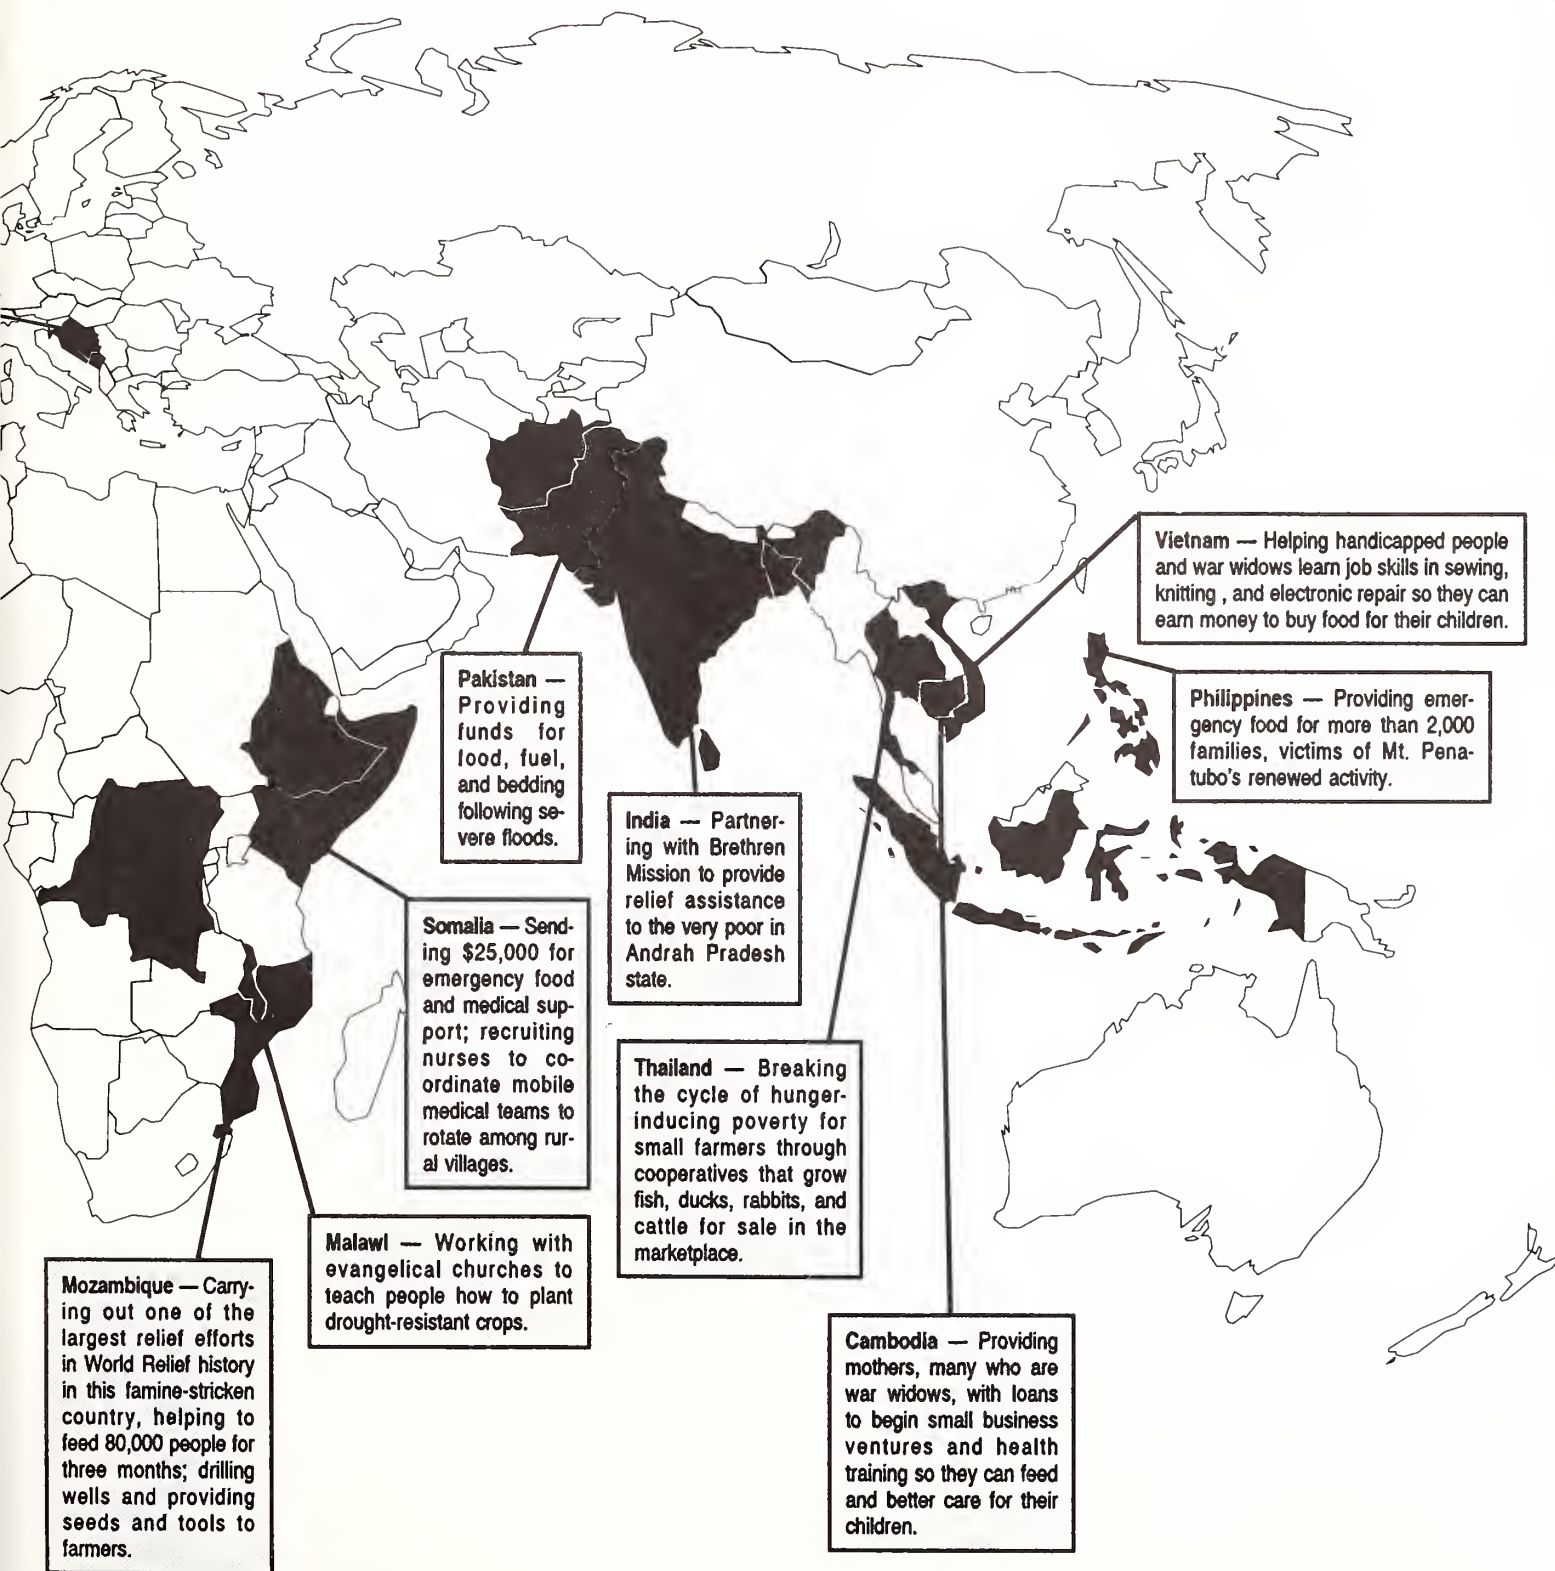 Vietnam — Helping handicapped people
and war widows learn job skills in sewing,
knitting , and electronic repair so they can
earn money to buy food for their children.
Philippines — Providing emer-
gency food for more than 2,000
families, victims of Mt. Pena-
tubo's renewed activity.
Pakistan —
Providing
funds for
food, fuel,
and bedding
following se-
vere floods.
India — Partner-
ing with Brethren
Mission to provide
relief assistance
to the very poor in
Andrah Pradesh
state.
Somalia — Send-
ing $25,000 for
emergency food
and medical sup-
port; recruiting
nurses to co-
ordinate mobile
medical teams to
rotate among rur-
al villages.
Thailand — Breaking
the cycle of hunger-
inducing poverty for
small farmers through
cooperatives that grow
fish, ducks, rabbits, and
cattle for sale in the
marketplace.
Malawi — Working with
evangelical churches to
teach people how to plant
drought-resistant crops.
Mozambique — Carry-
ing out one of the
largest relief efforts
in World Relief history
in this famine-stricken
country, helping to
feed 80,000 people for
three months; drilling
wells and providing
seeds and tools to
farmers.
Cambodia — Providing
mothers, many who are
war widows, with loans
to begin small business
ventures and health
training so they can feed
and better care for their
children.